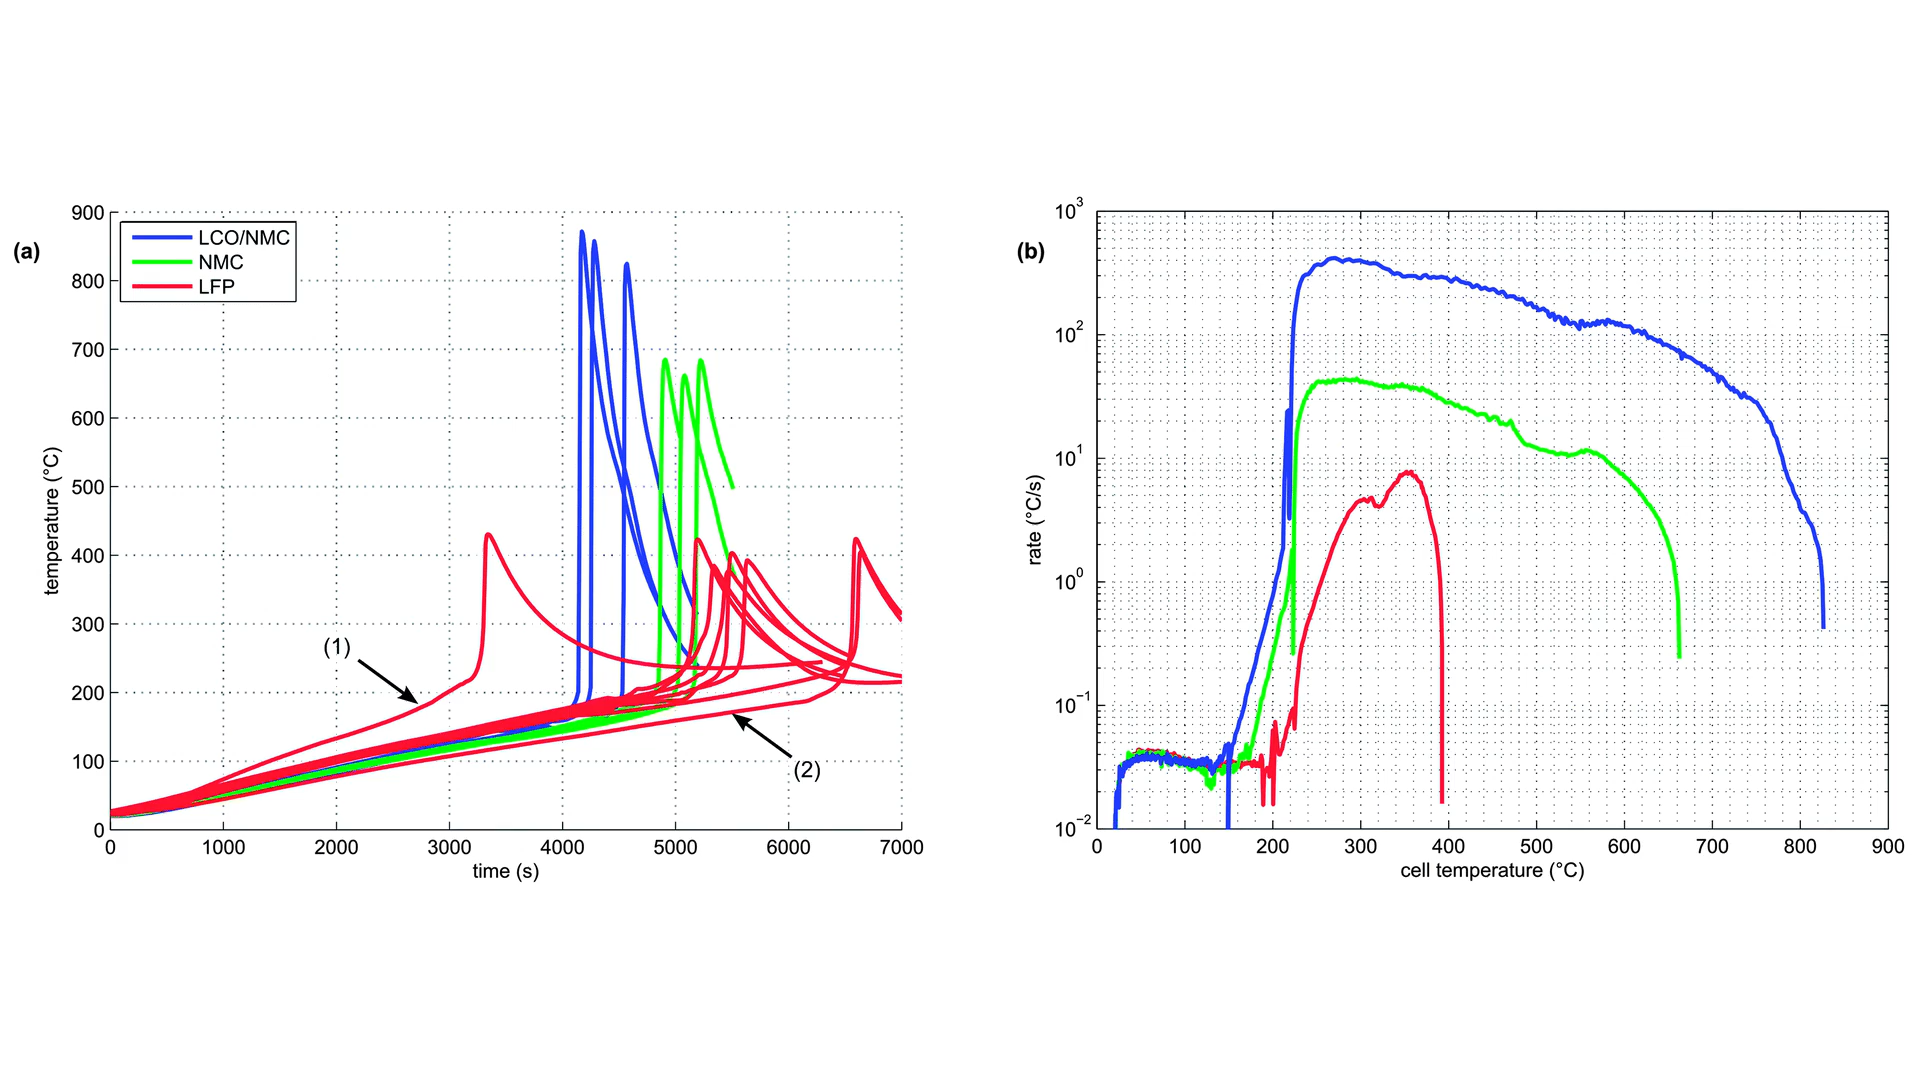 (a)
temperature (°C)
900
800
700
600
500
400
300
200
100
0
LCO/NMC
NMC
LFP
(1)
(2)
0 1000 2000 3000 4000 5000 6000 7000
time (s)
(b)
rate (°C/s)
10³
10²
10¹
10⁰
10⁻¹
10⁻²
0 100 200 300 400 500 600 700 800 900
cell temperature (°C)